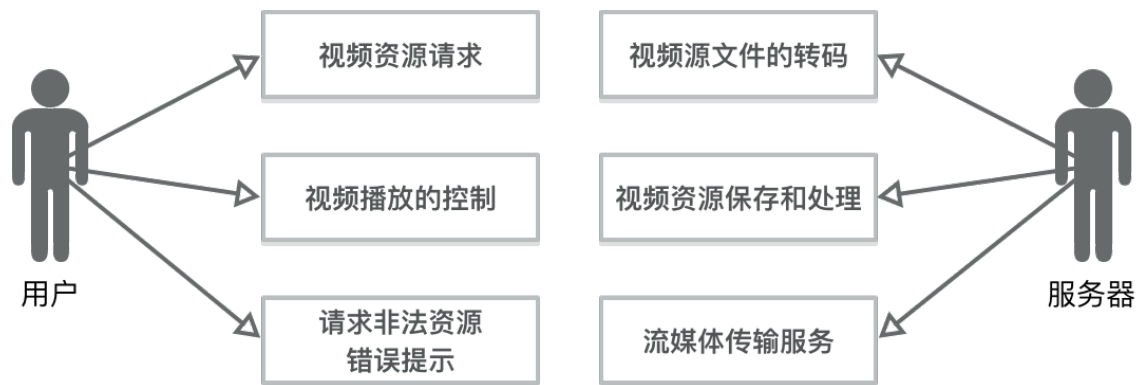 视频资源请求
视频源文件的转码
视频播放的控制
视频资源保存和处理
用户
服务器
请求非法资源
错误提示
流媒体传输服务